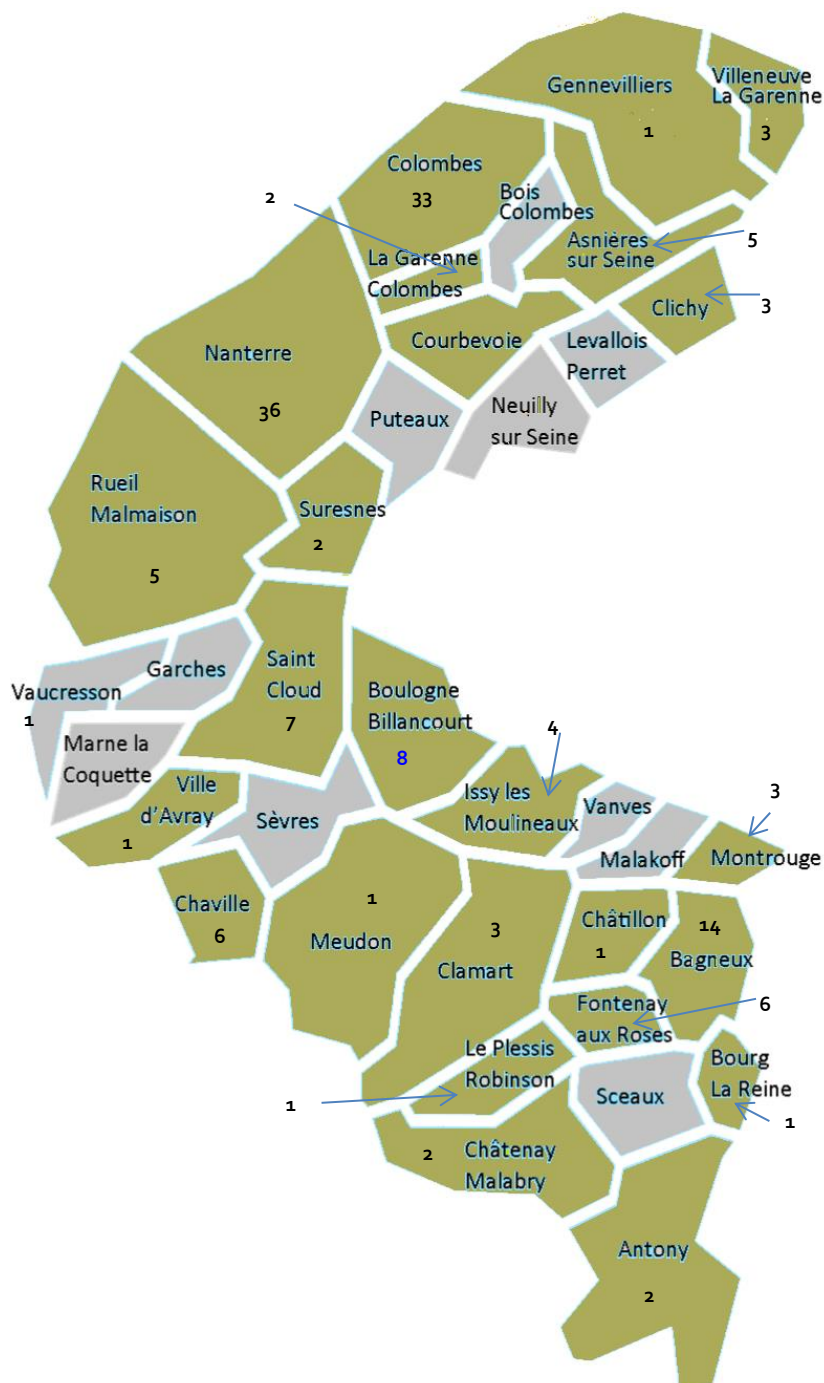 Gennevilliers
1
Villeneuve
La Garenne
3
Colombes
33
2
Bois
Colombes
Asnières
sur Seine
5
La Garenne
Colombes
Clichy
3
Courbevoie
Levallois
Perret
Nanterre
36
Puteaux
Neuilly
sur Seine
Rueil
Malmaison
5
Suresnes
2
Garches
Vaucresson
1
Saint
Cloud
7
Boulogne
Billancourt
8
Marne la
Coquette
4
Ville
d'Avray
1
Sèvres
Issy les
Moulineaux
Vanves
Malakoff
3
Montrouge
Chaville
6
1
Meudon
3
Clamart
Châtillon
1
14
Bagneux
Fontenay
aux Roses
6
Le Plessis
Robinson
1
Sceaux
Bourg
La Reine
1
2
Châtenay
Malabry
Antony
2